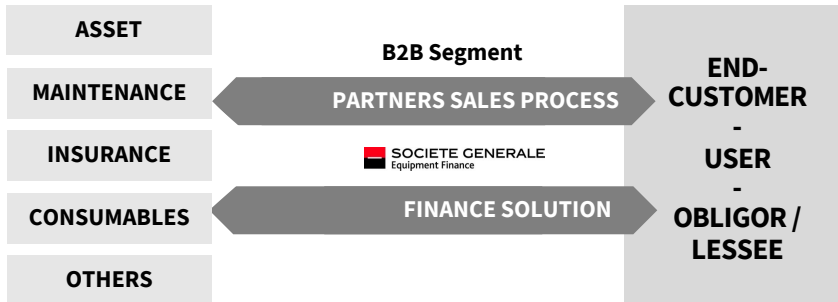 ASSET
MAINTENANCE
INSURANCE
CONSUMABLES
OTHERS
B2B Segment
PARTNERS SALES PROCESS
SOCIETE GENERALE
Equipment Finance
FINANCE SOLUTION
END-
CUSTOMER
-
USER
-
OBLIGOR /
LESSEE